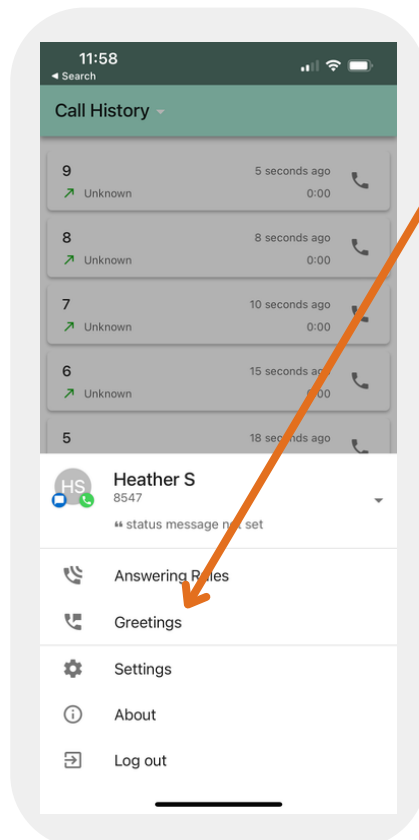 11:58
◂ Search
Call History
9 5 seconds ago
Unknown 0:00
8 8 seconds ago
Unknown 0:00
7 10 seconds ago
Unknown 0:00
6 15 seconds ago
Unknown 0:00
5 18 seconds ago
HS Heather S
8547
❝ status message not set
Answering Rules
Greetings
Settings
About
Log out